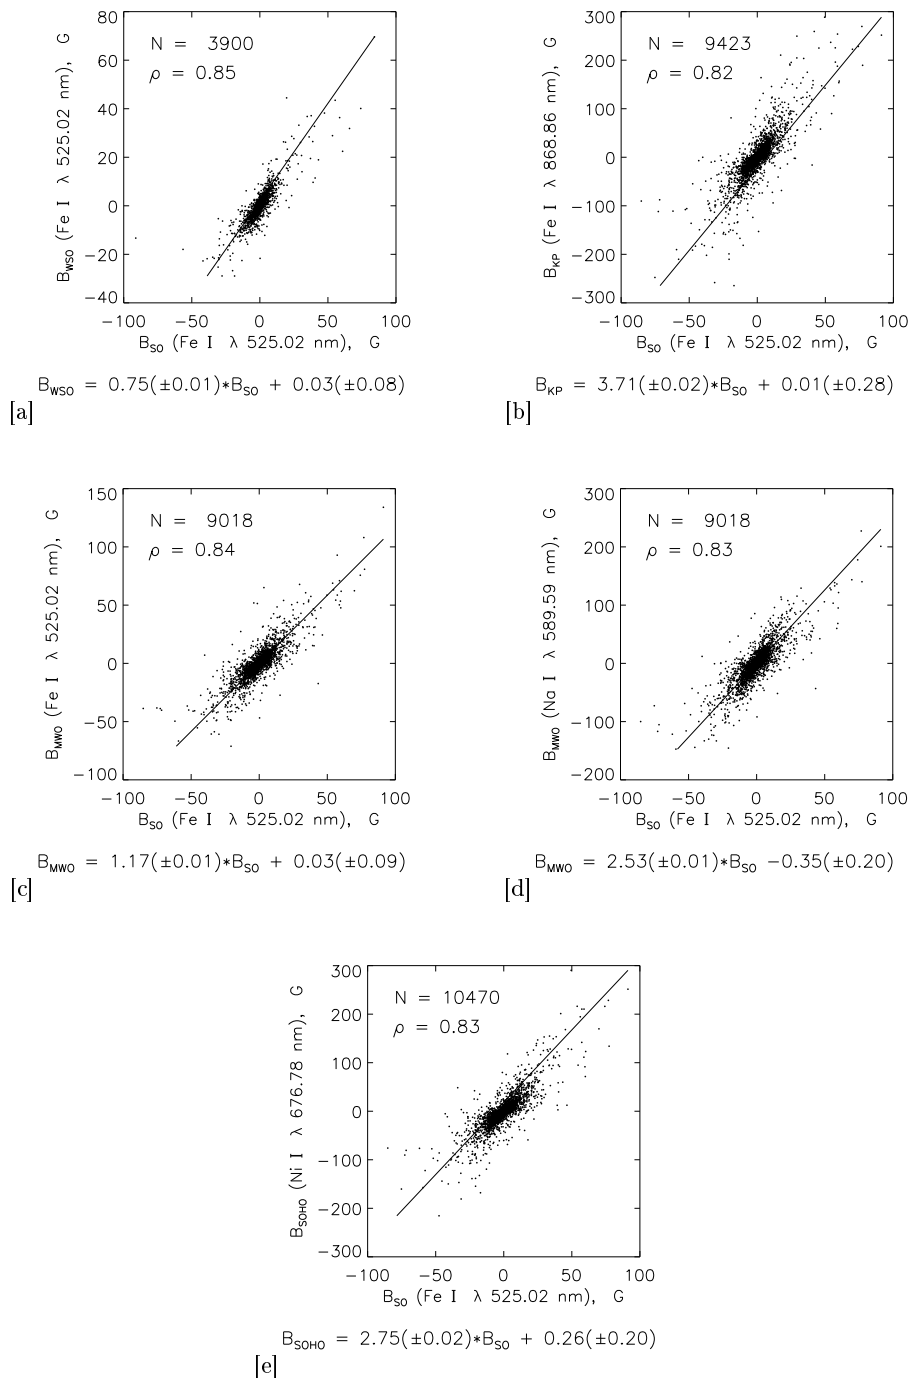 80
60
40
20
0
−20
−40
−100 −50 0 50 100
B_WSO (Fe I λ 525.02 nm), G
N = 3900
ρ = 0.85
B_SO (Fe I λ 525.02 nm), G
B_WSO = 0.75(±0.01)*B_SO + 0.03(±0.08)
[a]
300
200
100
0
−100
−200
−300
−100 −50 0 50 100
B_KP (Fe I λ 868.86 nm), G
N = 9423
ρ = 0.82
B_SO (Fe I λ 525.02 nm), G
B_KP = 3.71(±0.02)*B_SO + 0.01(±0.28)
[b]
150
100
50
0
−50
−100
−100 −50 0 50 100
B_MWO (Fe I λ 525.02 nm), G
N = 9018
ρ = 0.84
B_SO (Fe I λ 525.02 nm), G
B_MWO = 1.17(±0.01)*B_SO + 0.03(±0.09)
[c]
300
200
100
0
−100
−200
−100 −50 0 50 100
B_MWO (Na I λ 589.59 nm), G
N = 9018
ρ = 0.83
B_SO (Fe I λ 525.02 nm), G
B_MWO = 2.53(±0.01)*B_SO −0.35(±0.20)
[d]
300
200
100
0
−100
−200
−300
−100 −50 0 50 100
B_SOHO (Ni I λ 676.78 nm), G
N = 10470
ρ = 0.83
B_SO (Fe I λ 525.02 nm), G
B_SOHO = 2.75(±0.02)*B_SO + 0.26(±0.20)
[e]